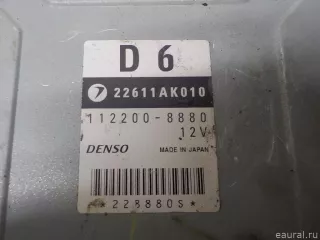 D 6
22611AK010
112200-8880
12V
DENSO MADE IN JAPAN
*228880S*
eaural.ru